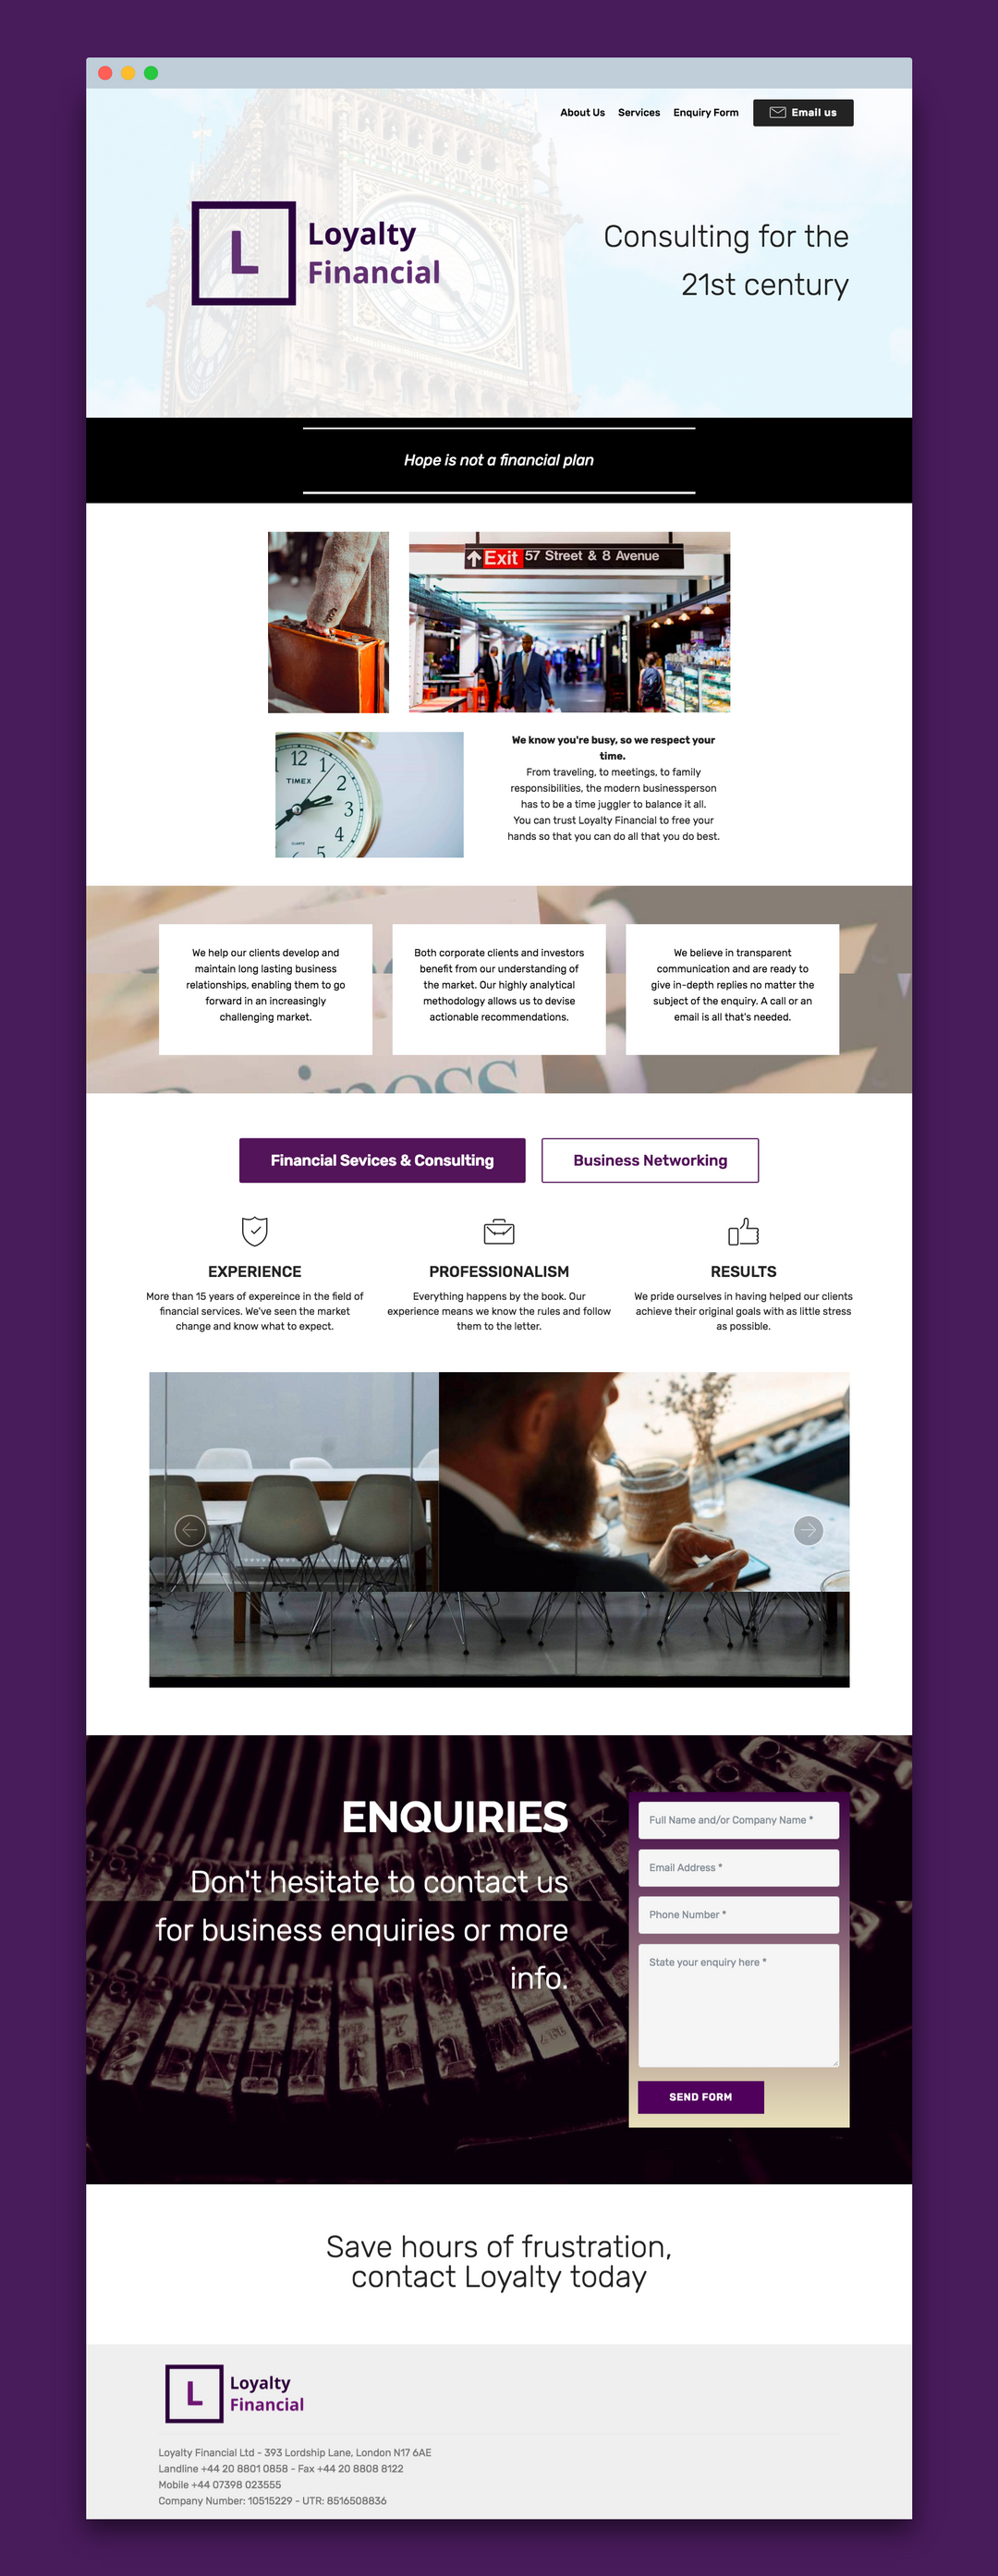 About Us Services Enquiry Form Email us
L
Loyalty
Financial
Consulting for the
21st century
Hope is not a financial plan
Exit 57 Street & 8 Avenue
12
1
2
3
4
5
6
TIMEX
QUARTZ
We know you're busy, so we respect your
time.
From traveling, to meetings, to family
responsibilities, the modern businessperson
has to be a time juggler to balance it all.
You can trust Loyalty Financial to free your
hands so that you can do all that you do best.
We help our clients develop and
maintain long lasting business
relationships, enabling them to go
forward in an increasingly
challenging market.
Both corporate clients and investors
benefit from our understanding of
the market. Our highly analytical
methodology allows us to devise
actionable recommendations.
We believe in transparent
communication and are ready to
give in-depth replies no matter the
subject of the enquiry. A call or an
email is all that's needed.
Financial Sevices & Consulting
Business Networking
EXPERIENCE
More than 15 years of expereince in the field of
financial services. We've seen the market
change and know what to expect.
PROFESSIONALISM
Everything happens by the book. Our
experience means we know the rules and follow
them to the letter.
RESULTS
We pride ourselves in having helped our clients
achieve their original goals with as little stress
as possible.
ENQUIRIES
Don't hesitate to contact us
for business enquiries or more
info.
Full Name and/or Company Name *
Email Address *
Phone Number *
State your enquiry here *
SEND FORM
Save hours of frustration,
contact Loyalty today
L
Loyalty
Financial
Loyalty Financial Ltd - 393 Lordship Lane, London N17 6AE
Landline +44 20 8801 0858 - Fax +44 20 8808 8122
Mobile +44 07398 023555
Company Number: 10515229 - UTR: 8516508836